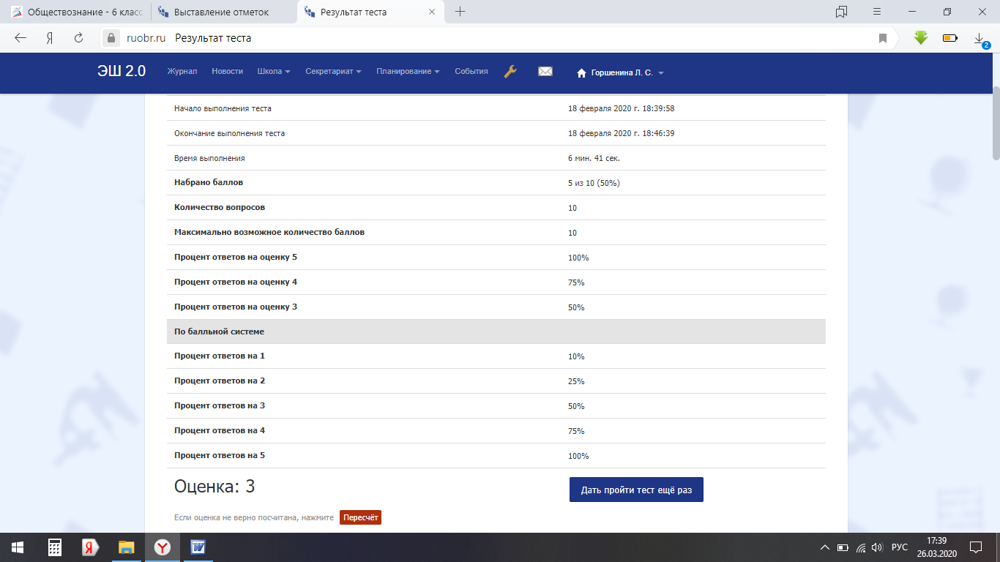 Обществознание - 6 класс
Выставление отметок
Результат теста
Я
ruobr.ru Результат теста
2
ЭШ 2.0 Журнал Новости Школа Секретариат Планирование События Горшенина Л. С.
Начало выполнения теста 18 февраля 2020 г. 18:39:58
Окончание выполнения теста 18 февраля 2020 г. 18:46:39
Время выполнения 6 мин. 41 сек.
Набрано баллов 5 из 10 (50%)
Количество вопросов 10
Максимально возможное количество баллов 10
Процент ответов на оценку 5 100%
Процент ответов на оценку 4 75%
Процент ответов на оценку 3 50%
По балльной системе
Процент ответов на 1 10%
Процент ответов на 2 25%
Процент ответов на 3 50%
Процент ответов на 4 75%
Процент ответов на 5 100%
Оценка: 3 Дать пройти тест ещё раз
Если оценка не верно посчитана, нажмите Пересчёт
Я Y W РУС 17:39
26.03.2020